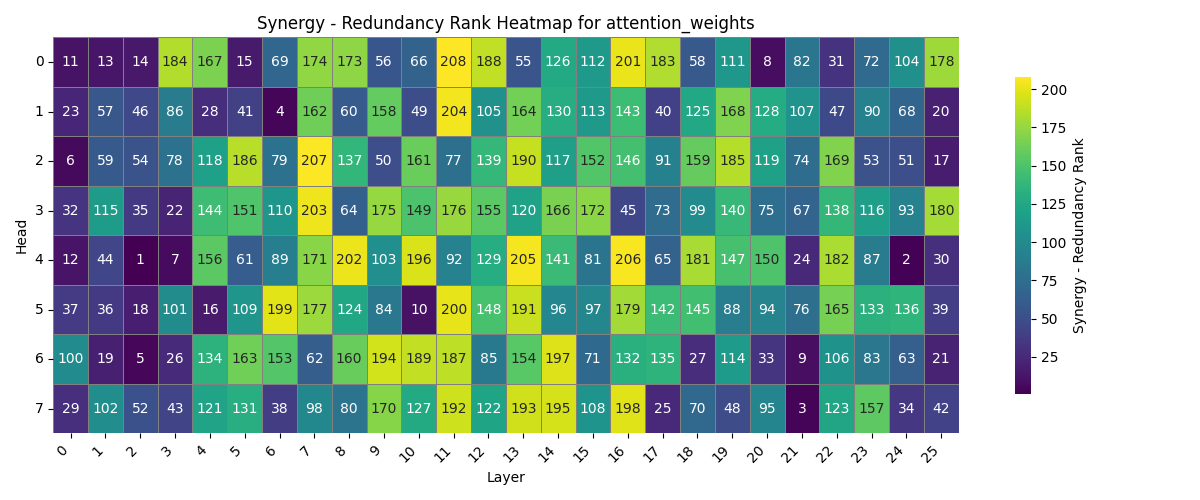 Synergy - Redundancy Rank Heatmap for attention_weights
Head
0 11 13 14 184 167 15 69 174 173 56 66 208 188 55 126 112 201 183 58 111 8 82 31 72 104 178
1 23 57 46 86 28 41 4 162 60 158 49 204 105 164 130 113 143 40 125 168 128 107 47 90 68 20
2 6 59 54 78 118 186 79 207 137 50 161 77 139 190 117 152 146 91 159 185 119 74 169 53 51 17
3 32 115 35 22 144 151 110 203 64 175 149 176 155 120 166 172 45 73 99 140 75 67 138 116 93 180
4 12 44 1 7 156 61 89 171 202 103 196 92 129 205 141 81 206 65 181 147 150 24 182 87 2 30
5 37 36 18 101 16 109 199 177 124 84 10 200 148 191 96 97 179 142 145 88 94 76 165 133 136 39
6 100 19 5 26 134 163 153 62 160 194 189 187 85 154 197 71 132 135 27 114 33 9 106 83 63 21
7 29 102 52 43 121 131 38 98 80 170 127 192 122 193 195 108 198 25 70 48 95 3 123 157 34 42
0 1 2 3 4 5 6 7 8 9 10 11 12 13 14 15 16 17 18 19 20 21 22 23 24 25
Layer
200
175
150
125
100
75
50
25
Synergy - Redundancy Rank